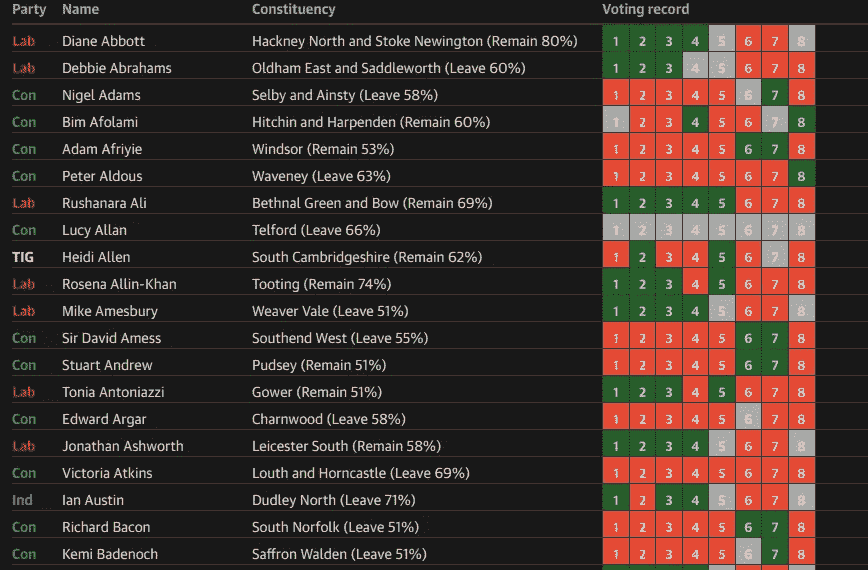 Party Name Constituency Voting record
Lab Diane Abbott Hackney North and Stoke Newington (Remain 80%) 1 2 3 4 5 6 7 8
Lab Debbie Abrahams Oldham East and Saddleworth (Leave 60%) 1 2 3 4 5 6 7 8
Con Nigel Adams Selby and Ainsty (Leave 58%) 1 2 3 4 5 6 7 8
Con Bim Afolami Hitchin and Harpenden (Remain 60%) 1 2 3 4 5 6 7 8
Con Adam Afriyie Windsor (Remain 53%) 1 2 3 4 5 6 7 8
Con Peter Aldous Waveney (Leave 63%) 1 2 3 4 5 6 7 8
Lab Rushanara Ali Bethnal Green and Bow (Remain 69%) 1 2 3 4 5 6 7 8
Con Lucy Allan Telford (Leave 66%) 1 2 3 4 5 6 7 8
TIG Heidi Allen South Cambridgeshire (Remain 62%) 1 2 3 4 5 6 7 8
Lab Rosena Allin-Khan Tooting (Remain 74%) 1 2 3 4 5 6 7 8
Lab Mike Amesbury Weaver Vale (Leave 51%) 1 2 3 4 5 6 7 8
Con Sir David Amess Southend West (Leave 55%) 1 2 3 4 5 6 7 8
Con Stuart Andrew Pudsey (Remain 51%) 1 2 3 4 5 6 7 8
Lab Tonia Antoniazzi Gower (Remain 51%) 1 2 3 4 5 6 7 8
Con Edward Argar Charnwood (Leave 58%) 1 2 3 4 5 6 7 8
Lab Jonathan Ashworth Leicester South (Remain 58%) 1 2 3 4 5 6 7 8
Con Victoria Atkins Louth and Horncastle (Leave 69%) 1 2 3 4 5 6 7 8
Ind Ian Austin Dudley North (Leave 71%) 1 2 3 4 5 6 7 8
Con Richard Bacon South Norfolk (Leave 51%) 1 2 3 4 5 6 7 8
Con Kemi Badenoch Saffron Walden (Leave 51%) 1 2 3 4 5 6 7 8